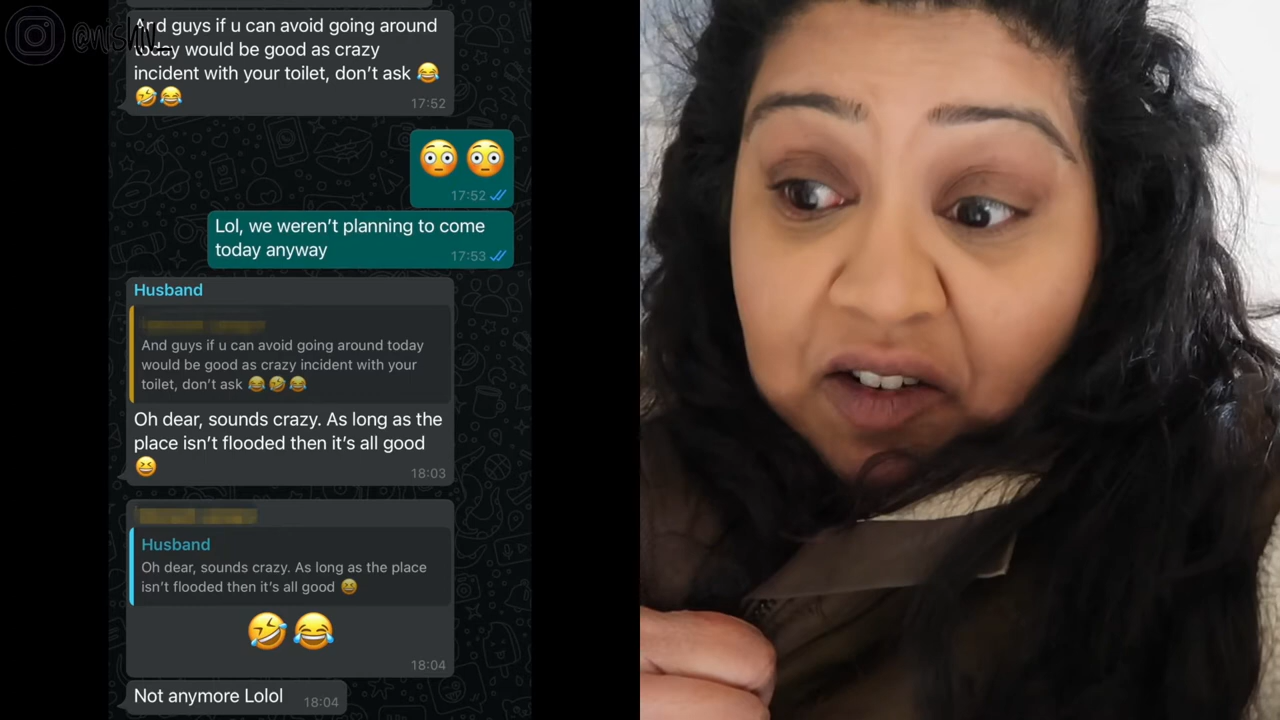 And guys if u can avoid going around
today would be good as crazy
incident with your toilet, don't ask 😂
🤣😂
17:52
😳 😳
17:52
Lol, we weren't planning to come
today anyway
17:53
Husband
And guys if u can avoid going around today
would be good as crazy incident with your
toilet, don't ask 😂🤣😂
Oh dear, sounds crazy. As long as the
place isn't flooded then it's all good
😆
18:03
Husband
Oh dear, sounds crazy. As long as the place
isn't flooded then it's all good 😆
🤣😂
18:04
Not anymore Lolol 18:04